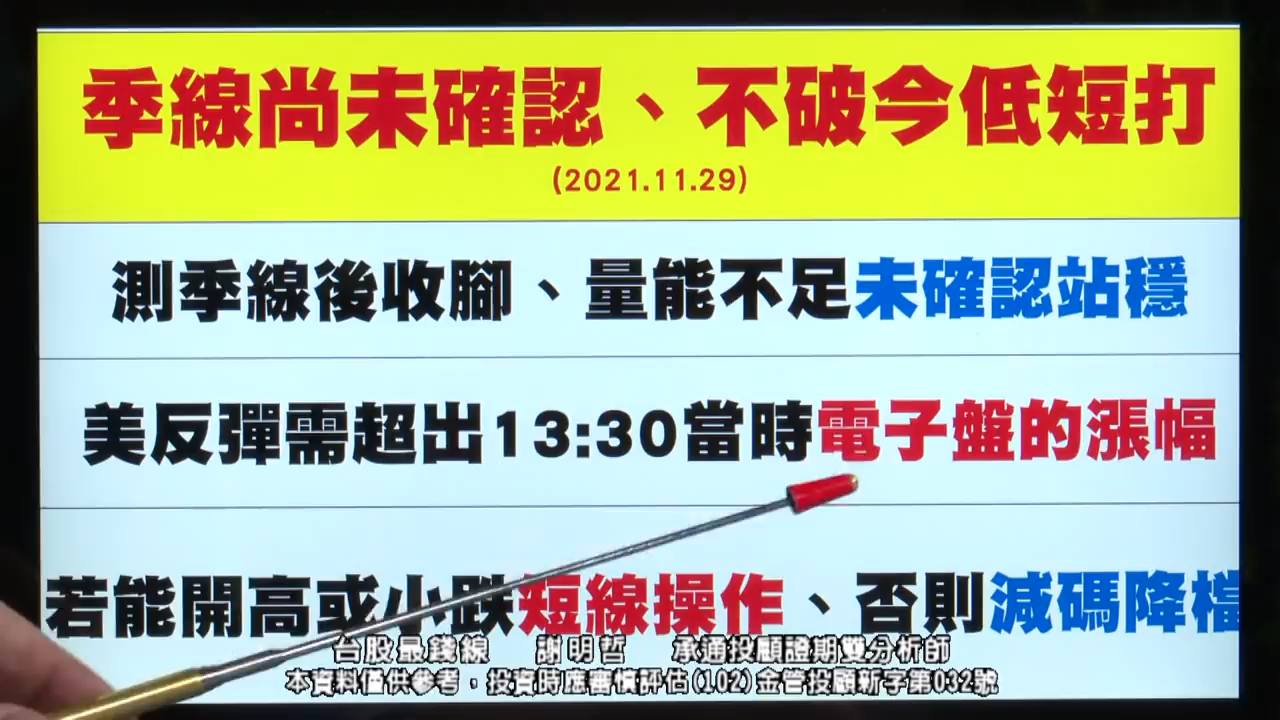 季線尚未確認、不破今低短打
(2021.11.29)
測季線後收腳、量能不足未確認站穩
美反彈需超出13:30當時電子盤的漲幅
若能開高或小跌短線操作、否則減碼降檔
台股最錢線 謝明哲 承通投顧證期雙分析師
本資料僅供參考，投資時應審慎評估(102)金管投顧新字第032號